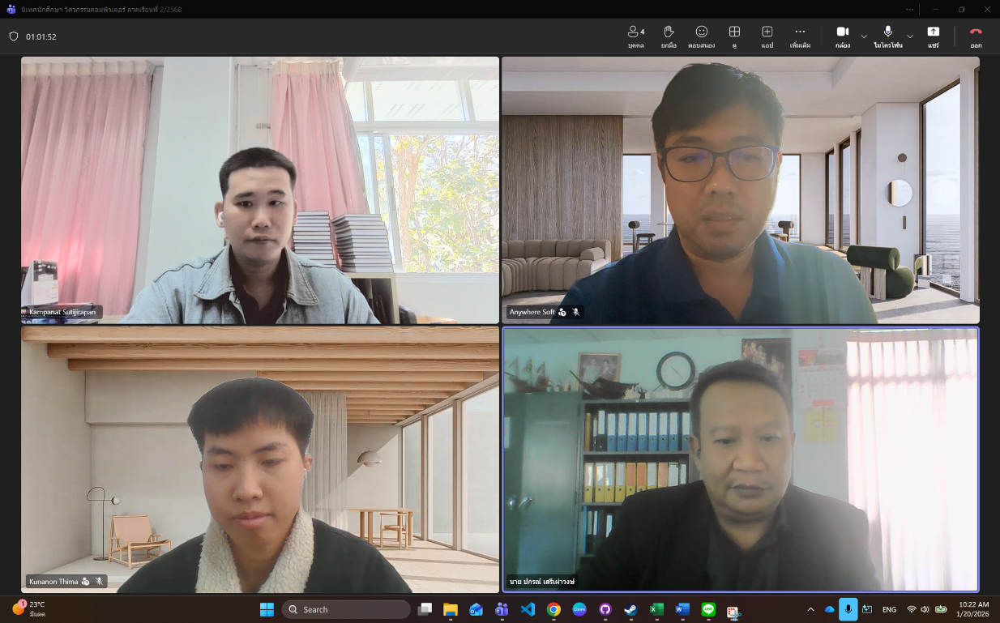 นิเทศนักศึกษา วิศวกรรมคอมพิวเตอร์ ภาคเรียนที่ 2/2568
01:01:52
4
บุคคล ยกมือ ตอบสนอง ดู แอป เพิ่มเติม กล้อง ไมโครโฟน แชร์ ออก
Kampanat Sutijirapan
Anywhere Soft
Kunanon Thima
นาย ปกรณ์ เสรีเผ่าวงษ์
1
23°C
มีแดด
Search
ENG
10:22 AM
1/20/2026